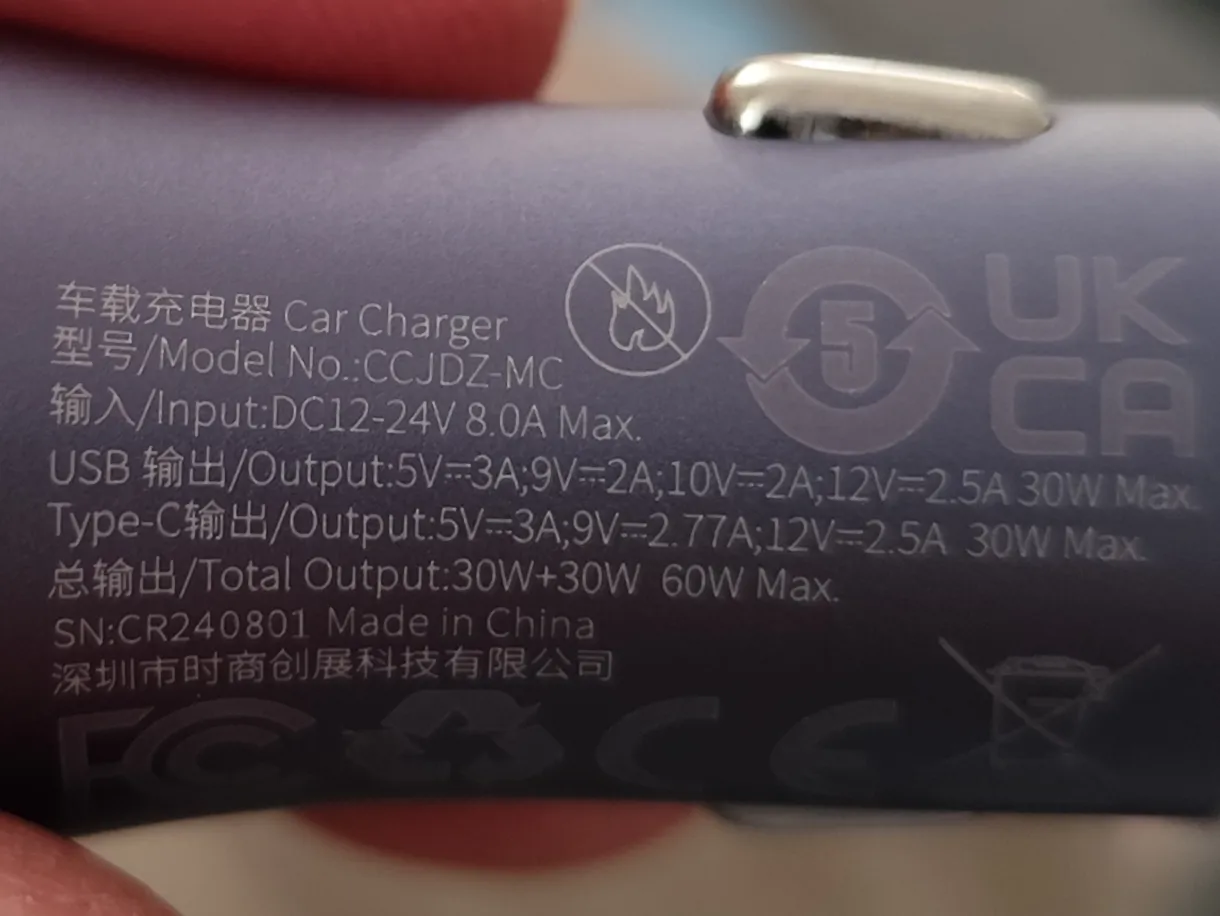 车载充电器 Car Charger
型号/Model No.:CCJDZ-MC
输入/Input:DC12-24V 8.0A Max.
USB 输出/Output:5V⎓3A;9V⎓2A;10V⎓2A;12V⎓2.5A 30W Max.
Type-C输出/Output:5V⎓3A;9V⎓2.77A;12V⎓2.5A 30W Max.
总输出/Total Output:30W+30W 60W Max.
SN:CR240801 Made in China
深圳市时商创展科技有限公司
5
UK
CA
FC CE